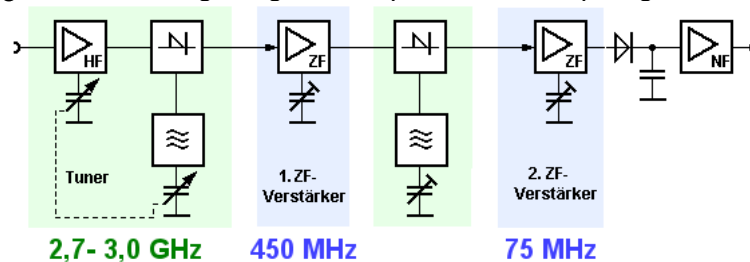 HF
ZF
ZF
NF
Tuner
1. ZF-
Verstärker
2. ZF-
Verstärker
2,7- 3,0 GHz
450 MHz
75 MHz